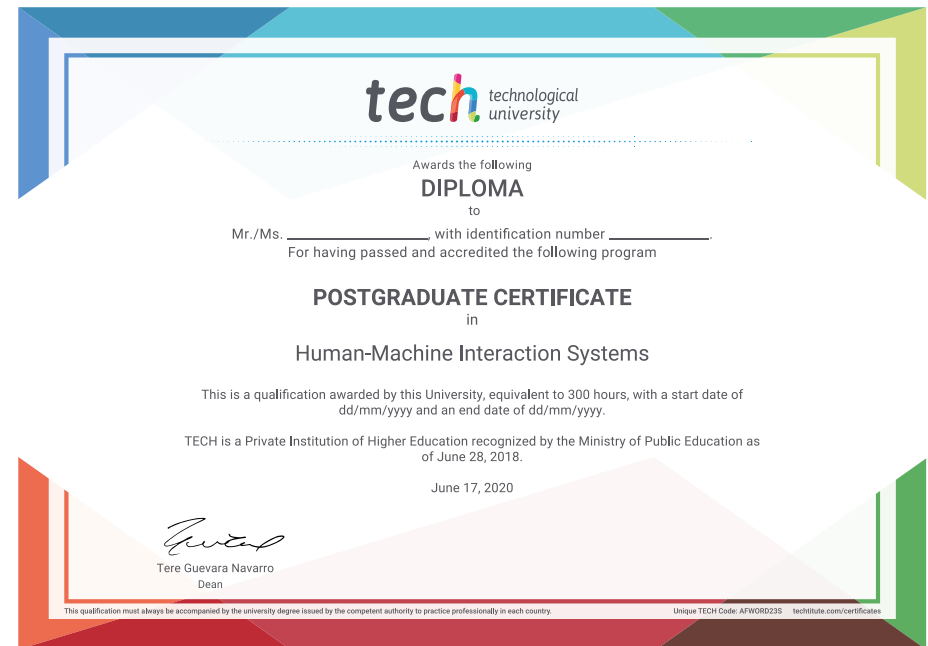 tech technological
university
Awards the following
DIPLOMA
to
Mr./Ms. ____________________, with identification number ______________.
For having passed and accredited the following program
POSTGRADUATE CERTIFICATE
in
Human-Machine Interaction Systems
This is a qualification awarded by this University, equivalent to 300 hours, with a start date of
dd/mm/yyyy and an end date of dd/mm/yyyy.
TECH is a Private Institution of Higher Education recognized by the Ministry of Public Education as
of June 28, 2018.
June 17, 2020
Tere Guevara Navarro
Dean
This qualification must always be accompanied by the university degree issued by the competent authority to practice professionally in each country. Unique TECH Code: AFWORD23S techtitute.com/certificates